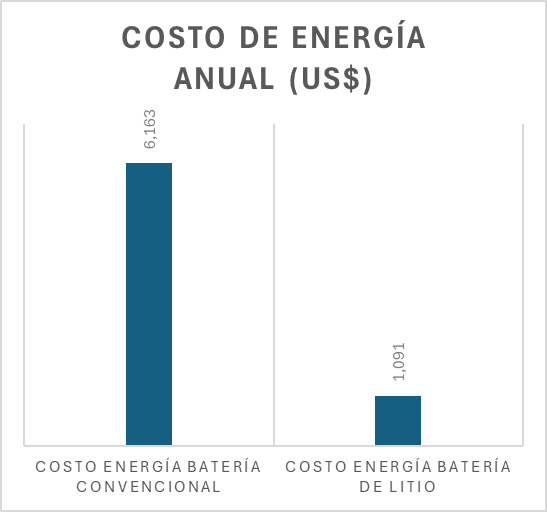 COSTO DE ENERGÍA
ANUAL (US$)
6,163
1,091
COSTO ENERGÍA BATERÍA
CONVENCIONAL
COSTO ENERGÍA BATERÍA
DE LITIO